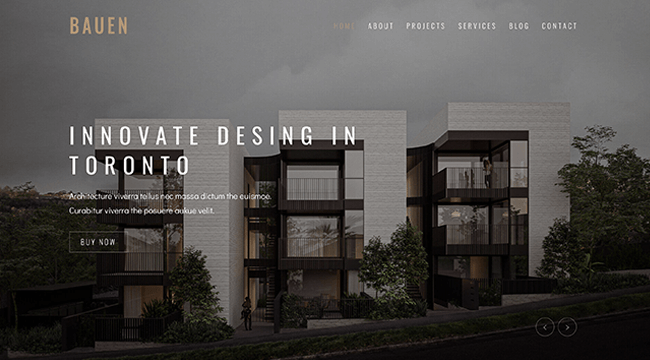 BAUEN
HOME ABOUT PROJECTS SERVICES BLOG CONTACT
INNOVATE DESING IN
TORONTO
Architecture viverra tellus nec massa dictum the euismoe.
Curabitur viverra the posuere aukue velit.
BUY NOW